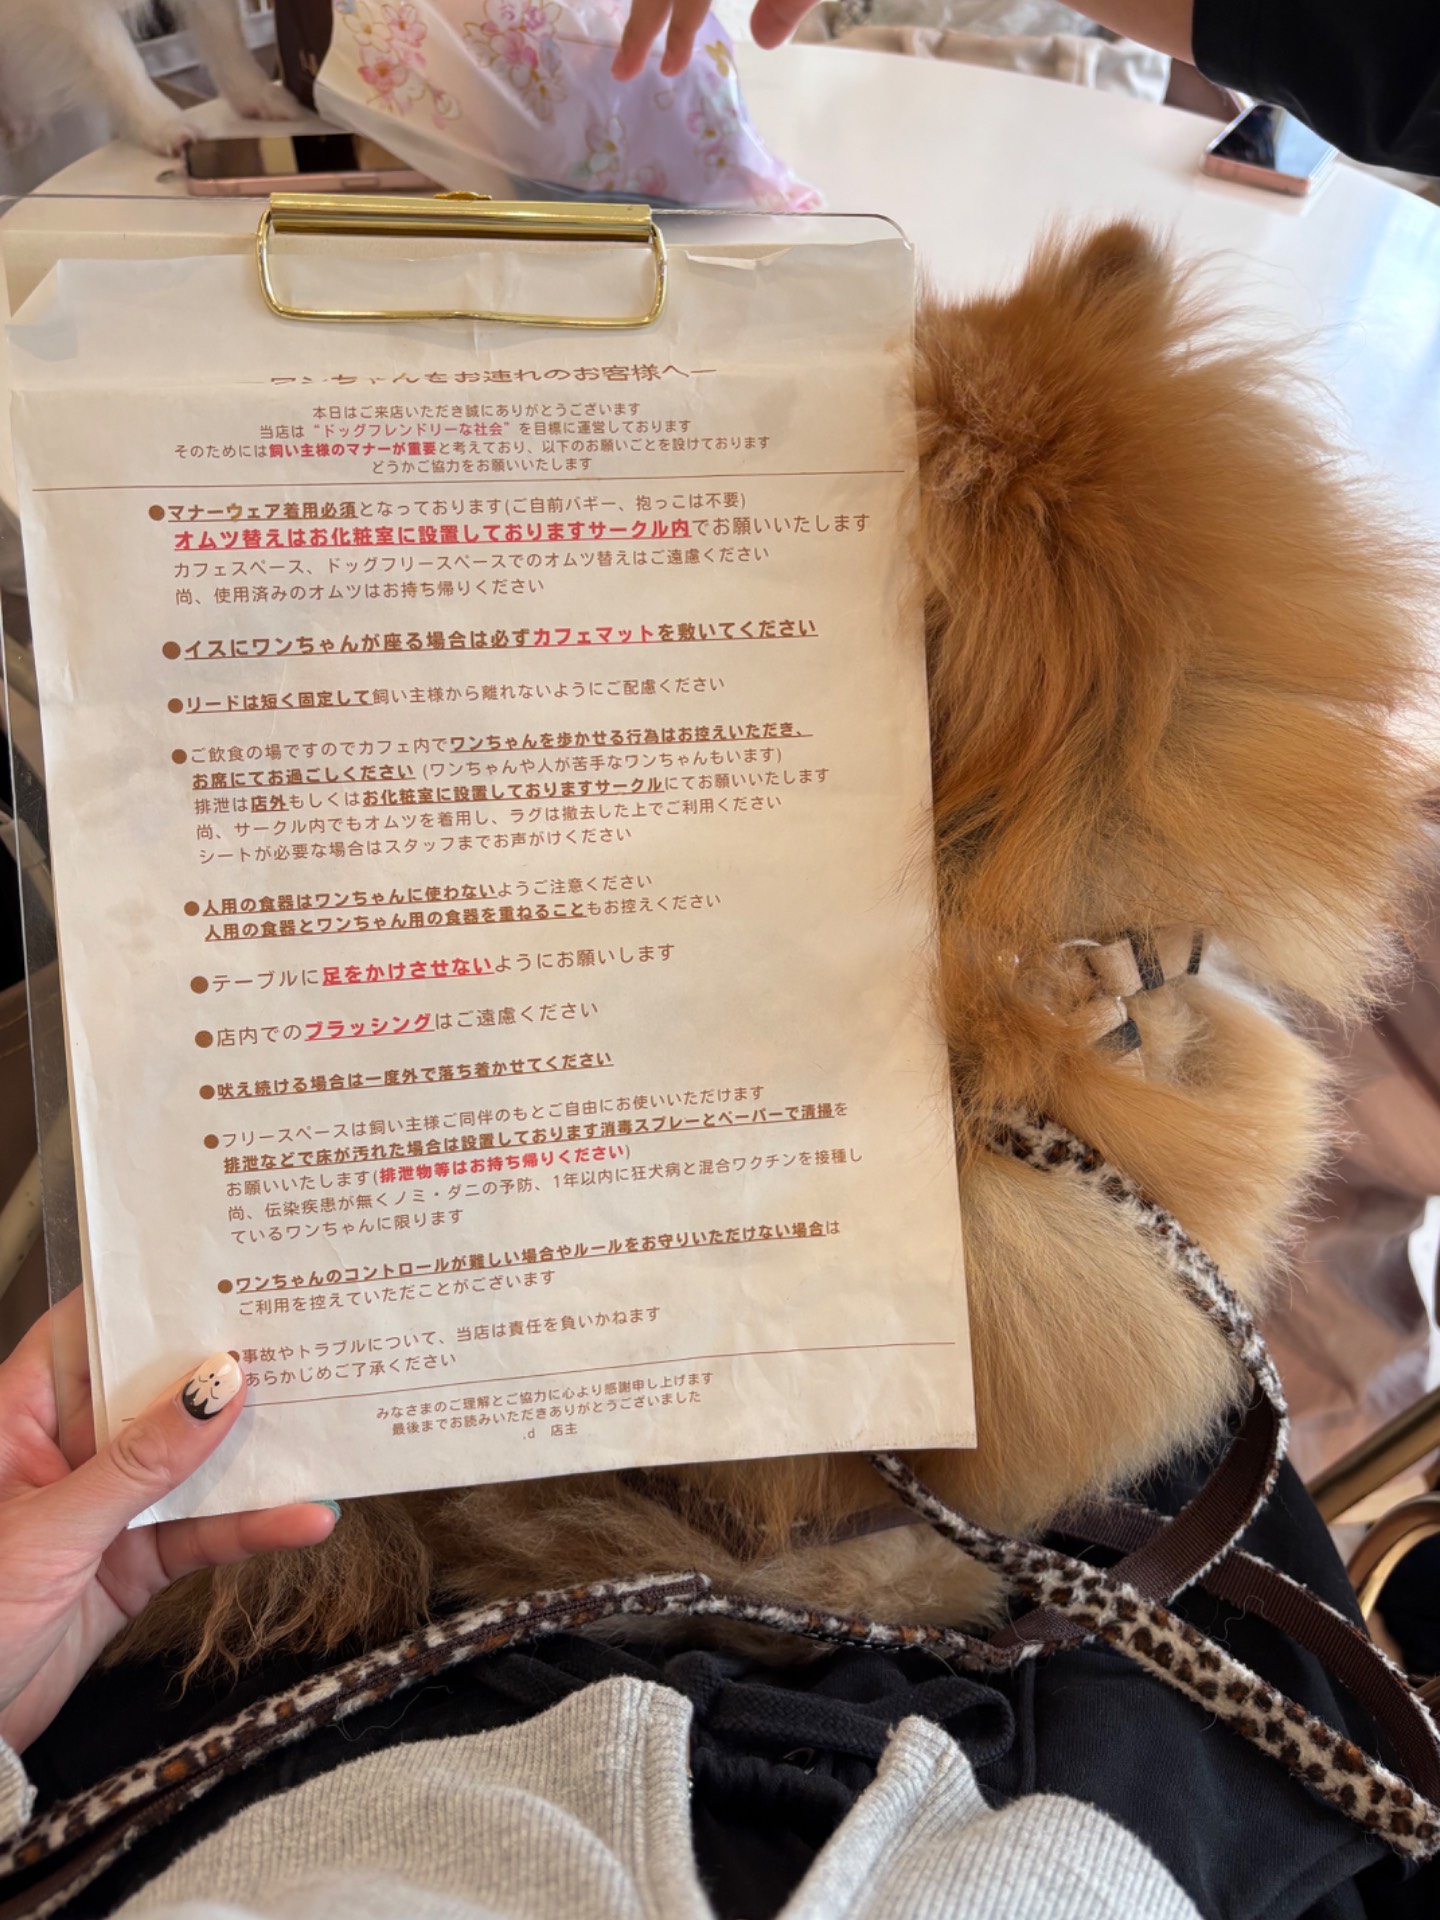 ワンちゃんをお連れのお客様へ
本日はご来店いただき誠にありがとうございます
当店は“ドッグフレンドリーな社会”を目標に運営しております
そのためには飼い主様のマナーが重要と考えており、以下のお願いごとを設けております
どうかご協力をお願いいたします
●マナーウェア着用必須となっております(ご自前バギー、抱っこは不要)
オムツ替えはお化粧室に設置しておりますサークル内でお願いいたします
カフェスペース、ドッグフリースペースでのオムツ替えはご遠慮ください
尚、使用済みのオムツはお持ち帰りください
●イスにワンちゃんが座る場合は必ずカフェマットを敷いてください
●リードは短く固定して飼い主様から離れないようにご配慮ください
●ご飲食の場ですのでカフェ内でワンちゃんを歩かせる行為はお控えいただき、
お席にてお過ごしください (ワンちゃんや人が苦手なワンちゃんもいます)
排泄は店外もしくはお化粧室に設置しておりますサークルにてお願いいたします
尚、サークル内でもオムツを着用し、ラグは撤去した上でご利用ください
シートが必要な場合はスタッフまでお声がけください
●人用の食器はワンちゃんに使わないようご注意ください
人用の食器とワンちゃん用の食器を重ねることもお控えください
●テーブルに足をかけさせないようにお願いします
●店内でのブラッシングはご遠慮ください
●吠え続ける場合は一度外で落ち着かせてください
●フリースペースは飼い主様ご同伴のもとご自由にお使いいただけます
排泄などで床が汚れた場合は設置しております消毒スプレーとペーパーで清掃を
お願いいたします(排泄物等はお持ち帰りください)
尚、伝染疾患が無くノミ・ダニの予防、1年以内に狂犬病と混合ワクチンを接種し
ているワンちゃんに限ります
●ワンちゃんのコントロールが難しい場合やルールをお守りいただけない場合は
ご利用を控えていただだことがございます
●事故やトラブルについて、当店は責任を負いかねます
あらかじめご了承ください
みなさまのご理解とご協力に心より感謝申し上げます
最後までお読みいただきありがとうございました
.d 店主